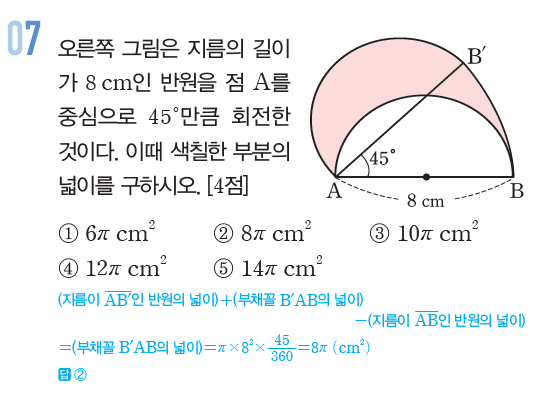 07
오른쪽 그림은 지름의 길이
가 8 cm인 반원을 점 A를
중심으로 45°만큼 회전한
것이다. 이때 색칠한 부분의
넓이를 구하시오. [4점]
B′
45°
A
B
8 cm
① 6π cm² ② 8π cm² ③ 10π cm²
④ 12π cm² ⑤ 14π cm²
(지름이 A̅B̅′인 반원의 넓이)+(부채꼴 B′AB의 넓이)
−(지름이 A̅B̅인 반원의 넓이)
=(부채꼴 B′AB의 넓이)=π×8²×45/360=8π (cm²)
답 ②